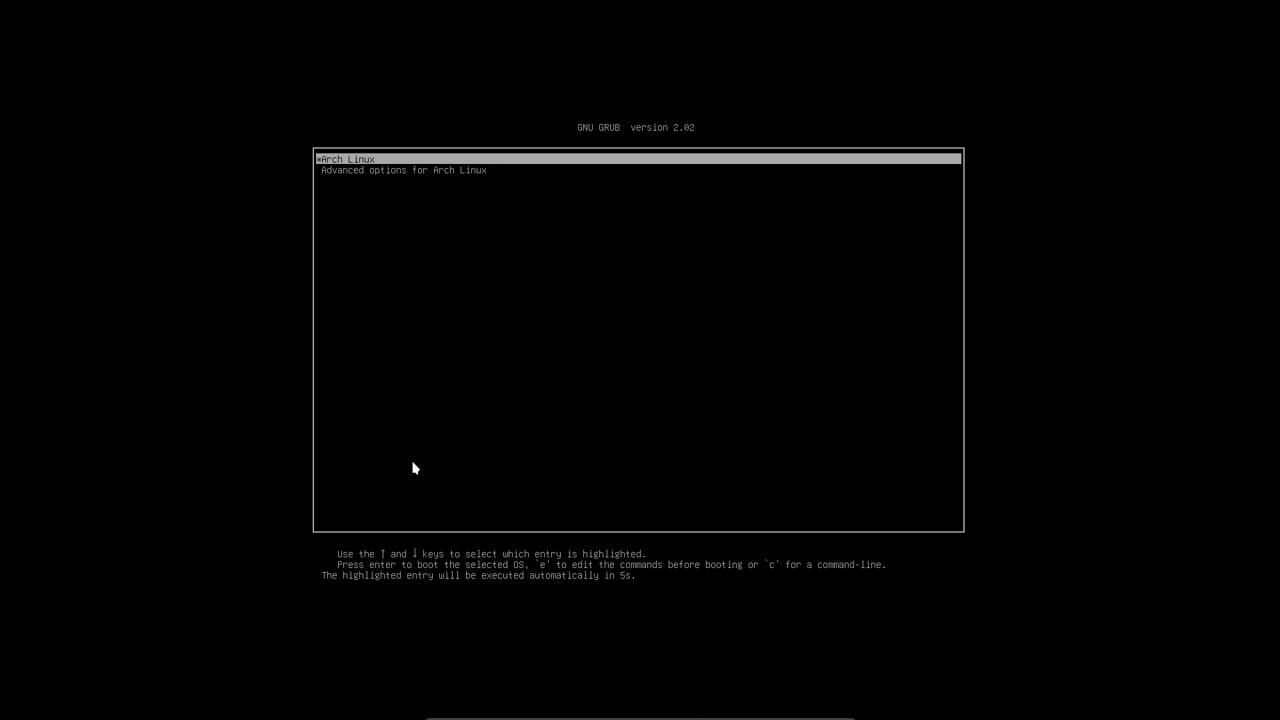 GNU GRUB  version 2.02
*Arch Linux
Advanced options for Arch Linux
Use the ↑ and ↓ keys to select which entry is highlighted.
Press enter to boot the selected OS, `e' to edit the commands before booting or `c' for a command-line.
The highlighted entry will be executed automatically in 5s.